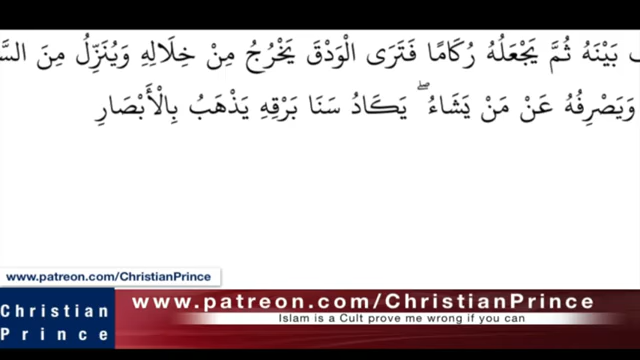 بَيْنَهُ ثُمَّ يَجْعَلُهُ رُكَامًا فَتَرَى الْوَدْقَ يَخْرُجُ مِنْ خِلَالِهِ وَيُنَزِّلُ مِنَ
وَيَصْرِفُهُ عَنْ مَنْ يَشَاءُ ۖ يَكَادُ سَنَا بَرْقِهِ يَذْهَبُ بِالْأَبْصَارِ
www.patreon.com/ChristianPrince
Christian
Prince
www.patreon.com/ChristianPrince
Islam is a Cult prove me wrong if you can